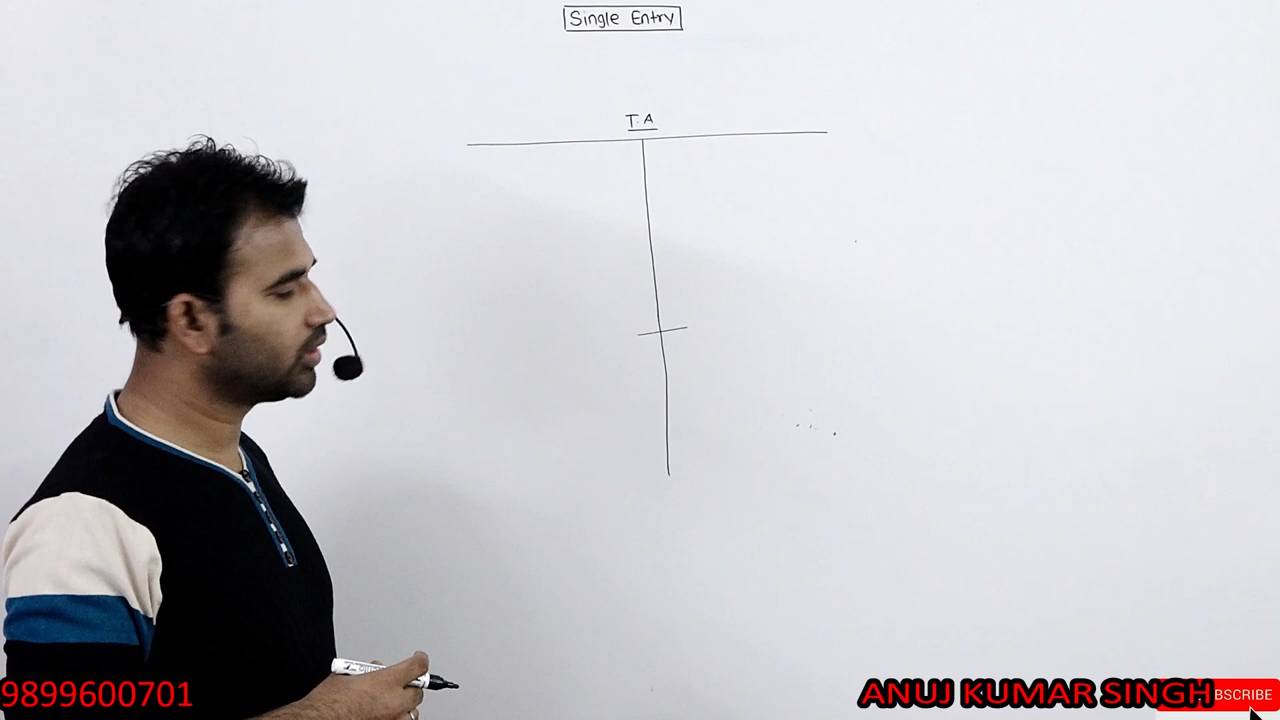 Single Entry
T.A
9899600701
ANUJ KUMAR SINGH
BSCRIBE